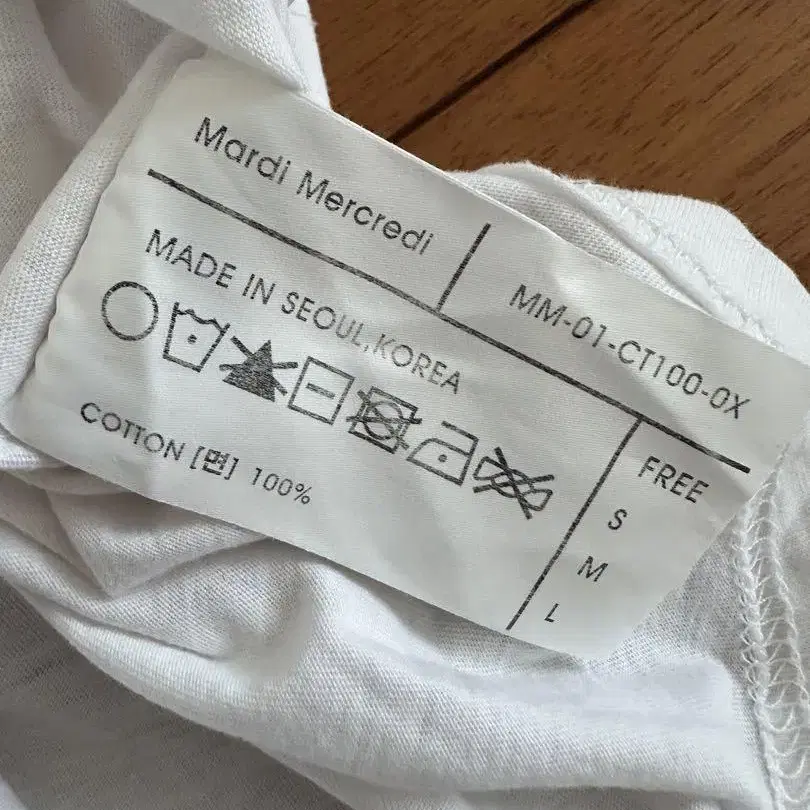 Mardi Mercredi
MM-01-CT100-0X
MADE IN SEOUL,KOREA
COTTON [면] 100%
FREE
S
M
L